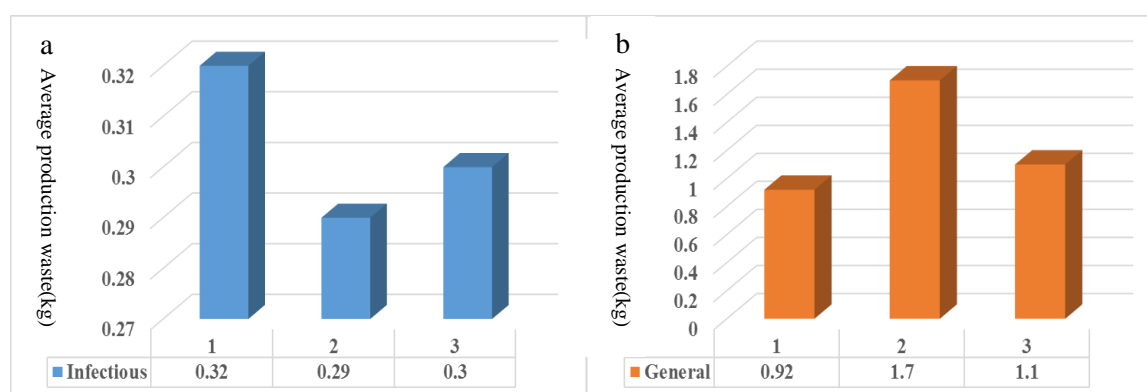 a
Average production waste(kg)
0.32
0.31
0.3
0.29
0.28
0.27
1 2 3
Infectious 0.32 0.29 0.3
b
Average production waste(kg)
1.8
1.6
1.4
1.2
1
0.8
0.6
0.4
0.2
0
1 2 3
General 0.92 1.7 1.1